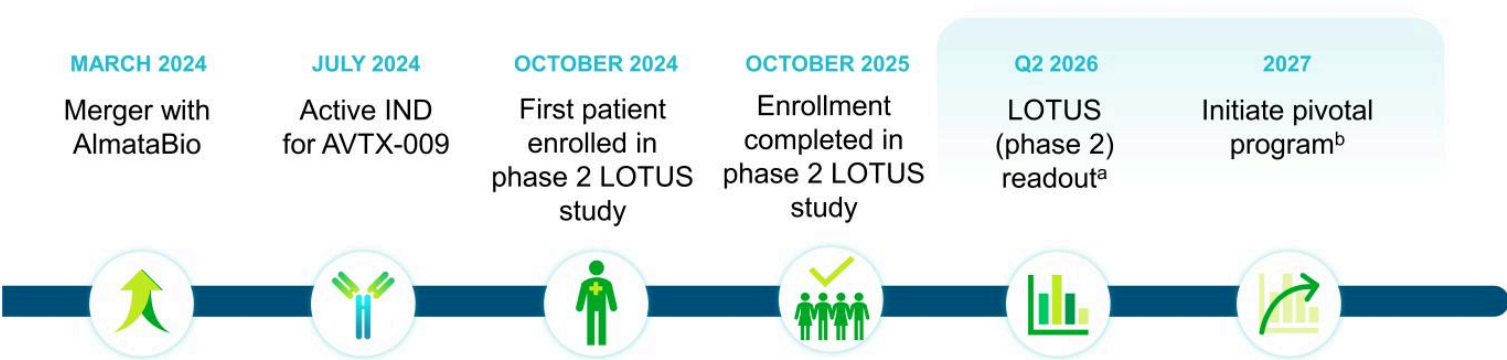 MARCH 2024
Merger with
AlmataBio
JULY 2024
Active IND
for AVTX-009
OCTOBER 2024
First patient
enrolled in
phase 2 LOTUS
study
OCTOBER 2025
Enrollment
completed in
phase 2 LOTUS
study
Q2 2026
LOTUS
(phase 2)
readoutᵃ
2027
Initiate pivotal
programᵇ